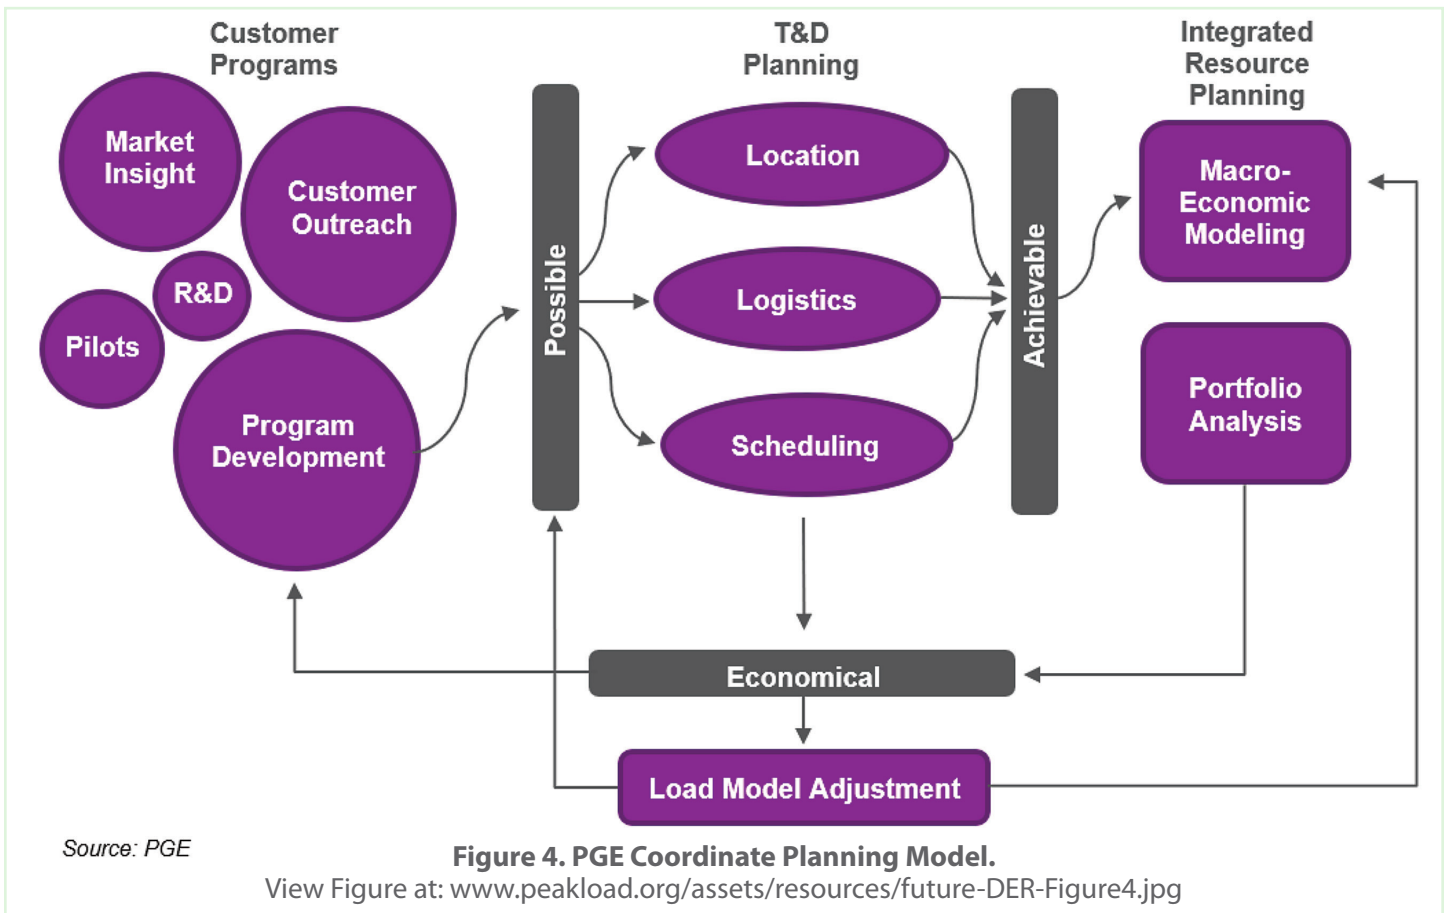 Customer
Programs
T&D
Planning
Integrated
Resource
Planning
Market
Insight
Customer
Outreach
R&D
Pilots
Program
Development
Possible
Location
Logistics
Scheduling
Achievable
Macro-
Economic
Modeling
Portfolio
Analysis
Economical
Load Model Adjustment
Source: PGE
Figure 4. PGE Coordinate Planning Model.
View Figure at: www.peakload.org/assets/resources/future-DER-Figure4.jpg